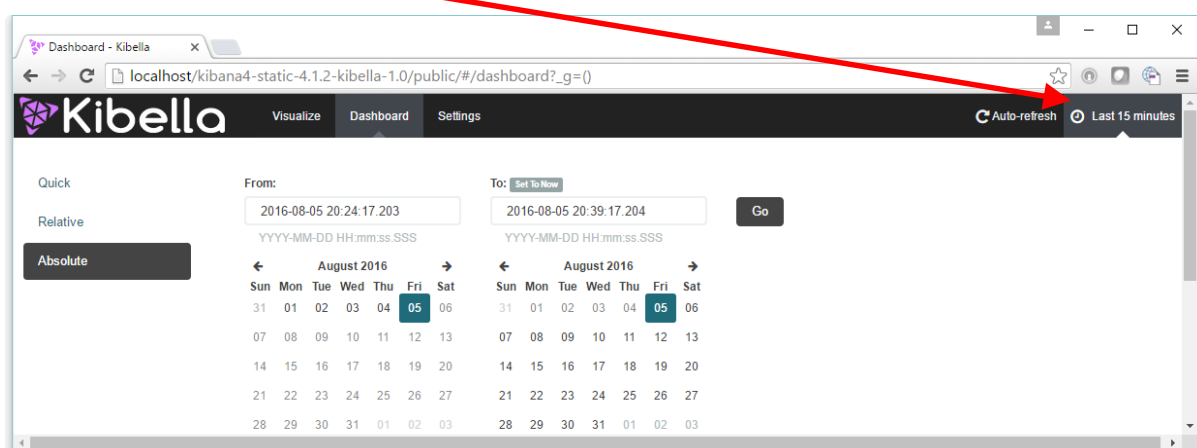 Dashboard - Kibella
localhost/kibana4-static-4.1.2-kibella-1.0/public/#/dashboard?_g=()
Kibella Visualize Dashboard Settings Auto-refresh Last 15 minutes
Quick
Relative
Absolute
From:
2016-08-05 20:24:17.203
YYYY-MM-DD HH:mm:ss.SSS
August 2016
Sun Mon Tue Wed Thu Fri Sat
31 01 02 03 04 05 06
07 08 09 10 11 12 13
14 15 16 17 18 19 20
21 22 23 24 25 26 27
28 29 30 31 01 02 03
To: Set To Now
2016-08-05 20:39:17.204
YYYY-MM-DD HH:mm:ss.SSS
August 2016
Sun Mon Tue Wed Thu Fri Sat
31 01 02 03 04 05 06
07 08 09 10 11 12 13
14 15 16 17 18 19 20
21 22 23 24 25 26 27
28 29 30 31 01 02 03
Go